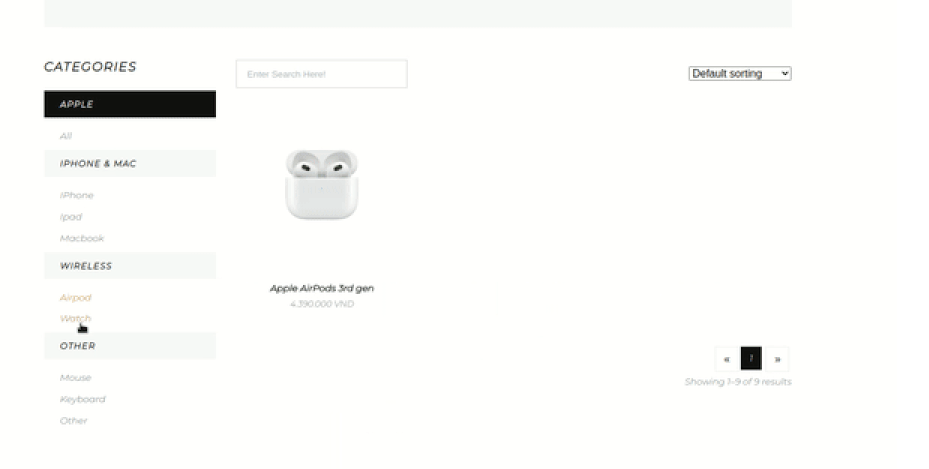 CATEGORIES
Enter Search Here!
Default sorting
APPLE
All
IPHONE & MAC
iPhone
Ipad
Macbook
WIRELESS
Airpod
Watch
OTHER
Mouse
Keyboard
Other
Apple AirPods 3rd gen
4.390.000 VND
« 1 »
Showing 1–9 of 9 results